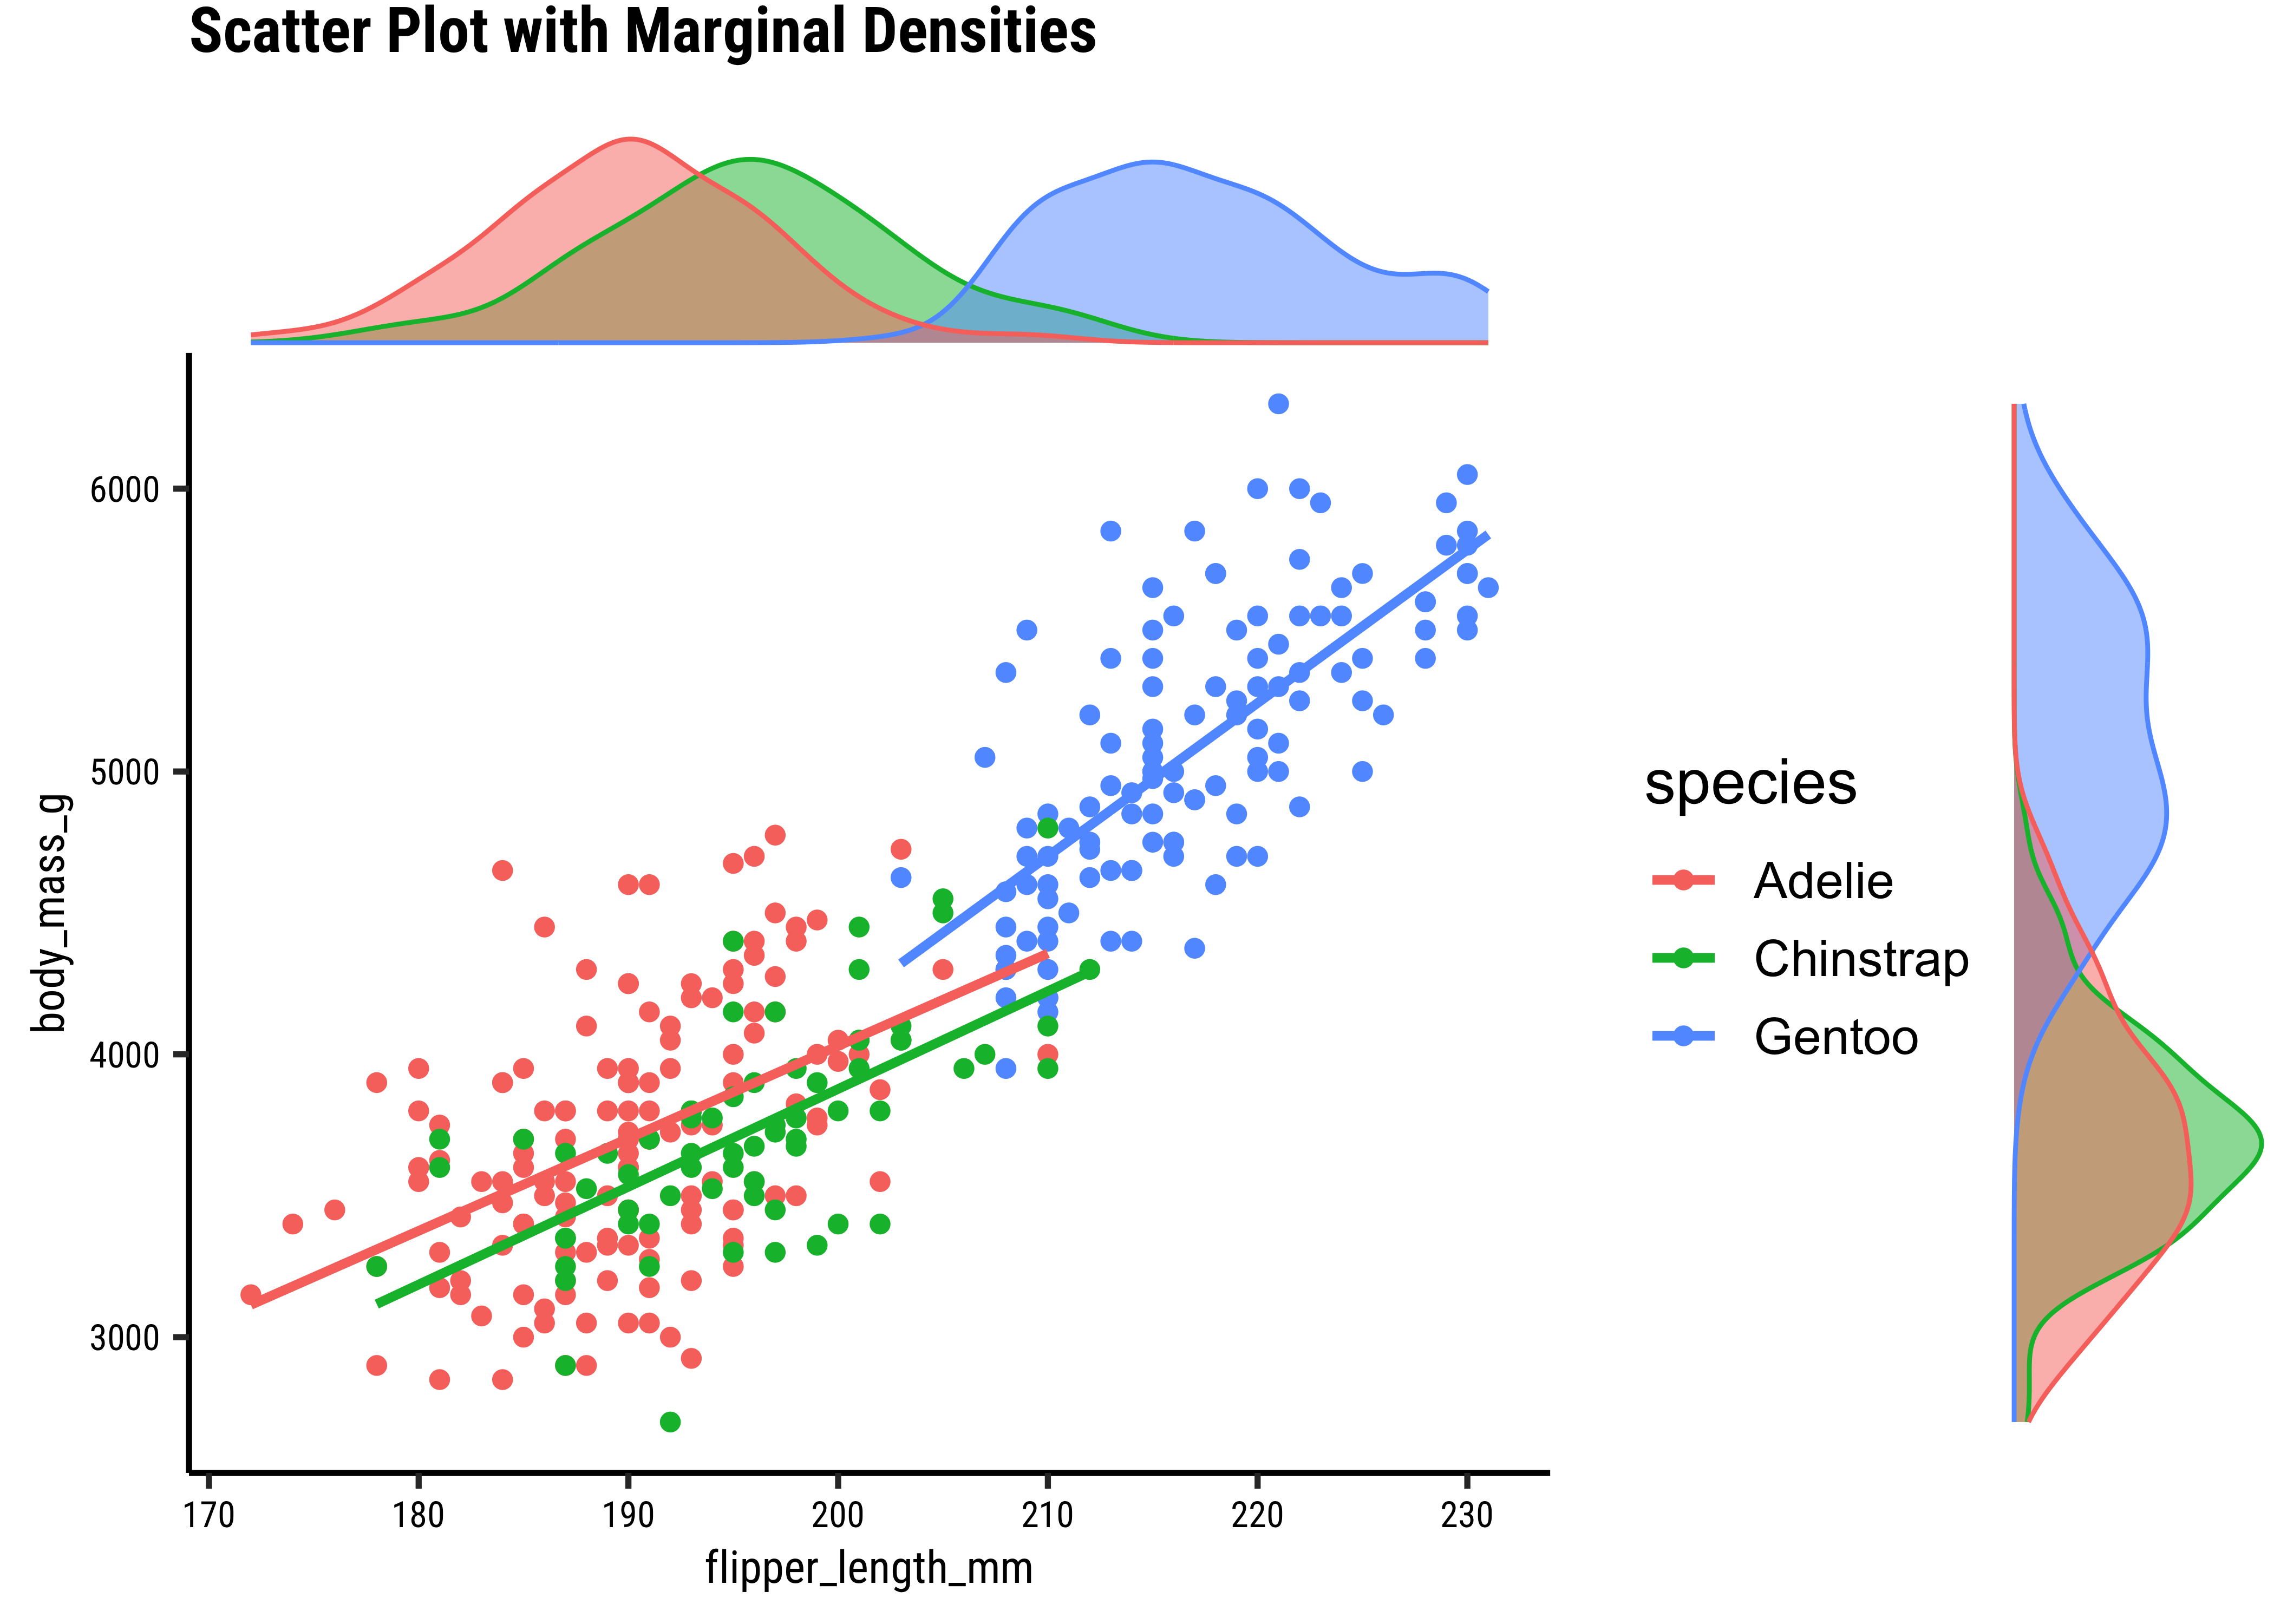 Scatter Plot with Marginal Densities
6000
5000
4000
3000
body_mass_g
170 180 190 200 210 220 230
flipper_length_mm
species
Adelie
Chinstrap
Gentoo